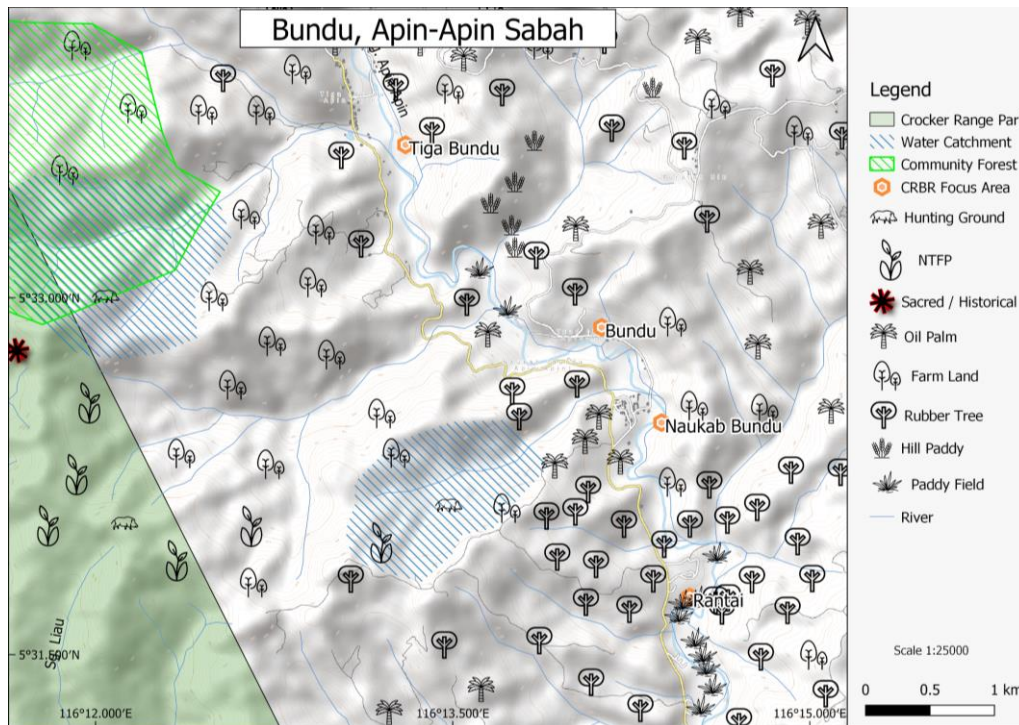 Bundu, Apin-Apin Sabah
Apin
Tiga Bundu
5°33.000'N
Bundu
Naukab Bundu
Rantai
Liau
5°31.500'N
116°12.000'E
116°13.500'E
116°15.000'E
Legend
Crocker Range Par
Water Catchment
Community Forest
CRBR Focus Area
Hunting Ground
NTFP
Sacred / Historical
Oil Palm
Farm Land
Rubber Tree
Hill Paddy
Paddy Field
River
Scale 1:25000
0 0.5 1 km